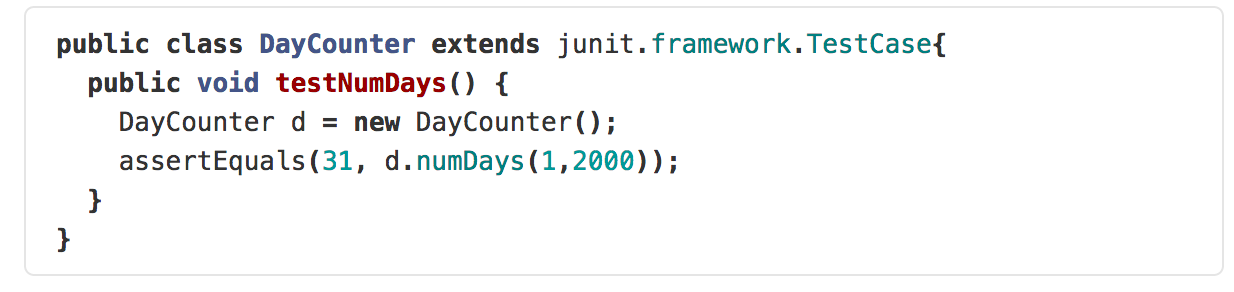 public class DayCounter extends junit.framework.TestCase{
  public void testNumDays() {
    DayCounter d = new DayCounter();
    assertEquals(31, d.numDays(1,2000));
  }
}